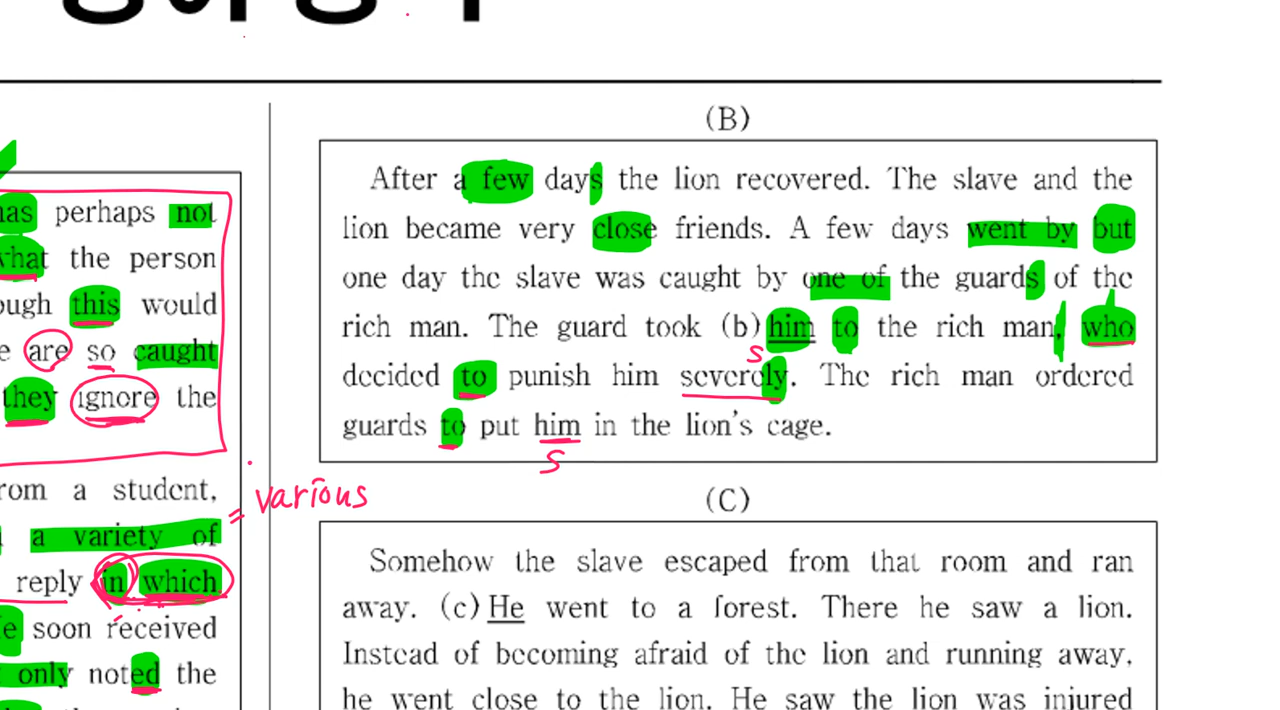 has perhaps not
what the person
ough this would
e are so caught
they ignore the
rom a student,
a variety of
= various
reply in which
e soon received
only noted the
(B)
After a few days the lion recovered. The slave and the
lion became very close friends. A few days went by but
one day the slave was caught by one of the guards of the
rich man. The guard took (b) him to the rich man, who
s
decided to punish him severely. The rich man ordered
guards to put him in the lion's cage.
s
(C)
Somehow the slave escaped from that room and ran
away. (c) He went to a forest. There he saw a lion.
Instead of becoming afraid of the lion and running away,
he went close to the lion. He saw the lion was injured